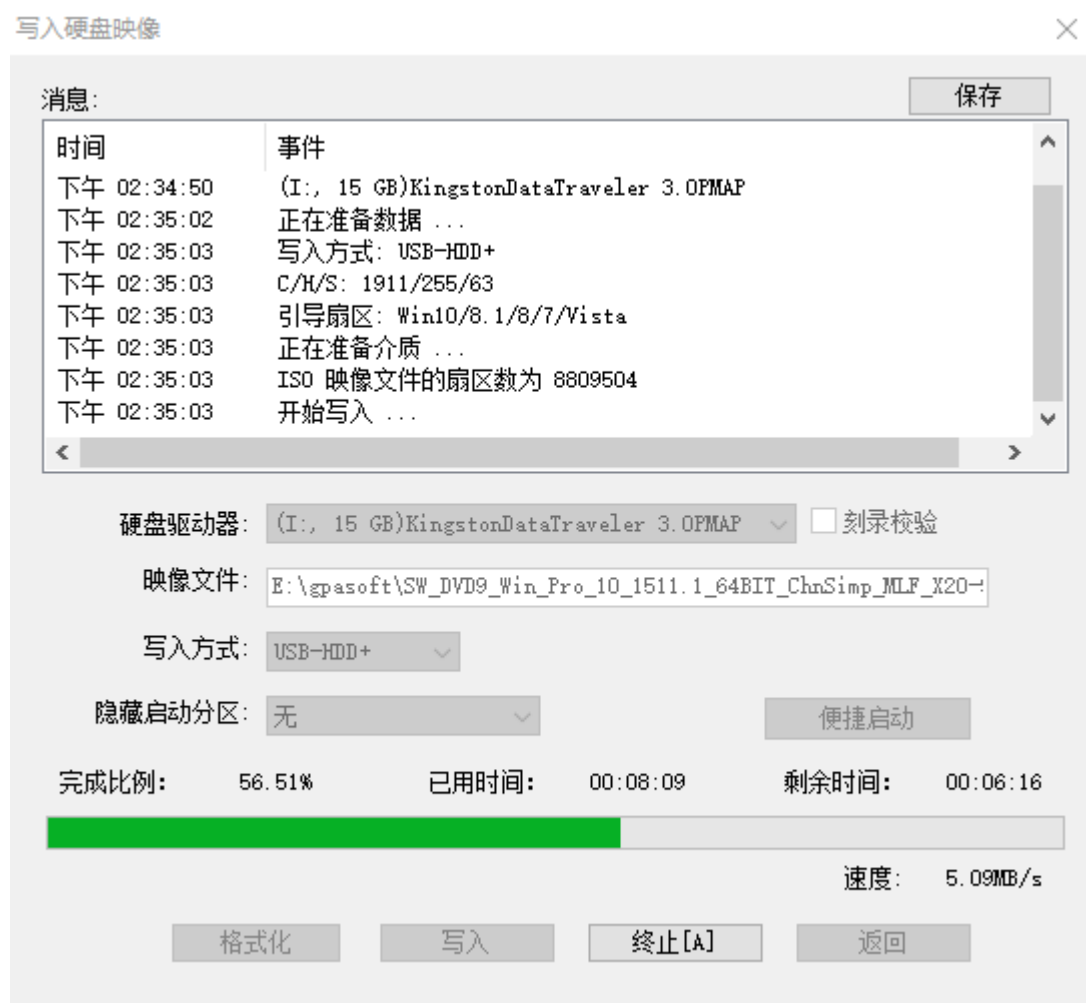 写入硬盘映像
消息:
保存
时间 事件
下午 02:34:50 (I:, 15 GB)KingstonDataTraveler 3.0PMAP
下午 02:35:02 正在准备数据 ...
下午 02:35:03 写入方式: USB-HDD+
下午 02:35:03 C/H/S: 1911/255/63
下午 02:35:03 引导扇区: Win10/8.1/8/7/Vista
下午 02:35:03 正在准备介质 ...
下午 02:35:03 ISO 映像文件的扇区数为 8809504
下午 02:35:03 开始写入 ...
硬盘驱动器: (I:, 15 GB)KingstonDataTraveler 3.0PMAP 刻录校验
映像文件: E:\gpasoft\SW_DVD9_Win_Pro_10_1511.1_64BIT_ChnSimp_MLF_X20-
写入方式: USB-HDD+
隐藏启动分区: 无 便捷启动
完成比例: 56.51% 已用时间: 00:08:09 剩余时间: 00:06:16
速度: 5.09MB/s
格式化 写入 终止[A] 返回